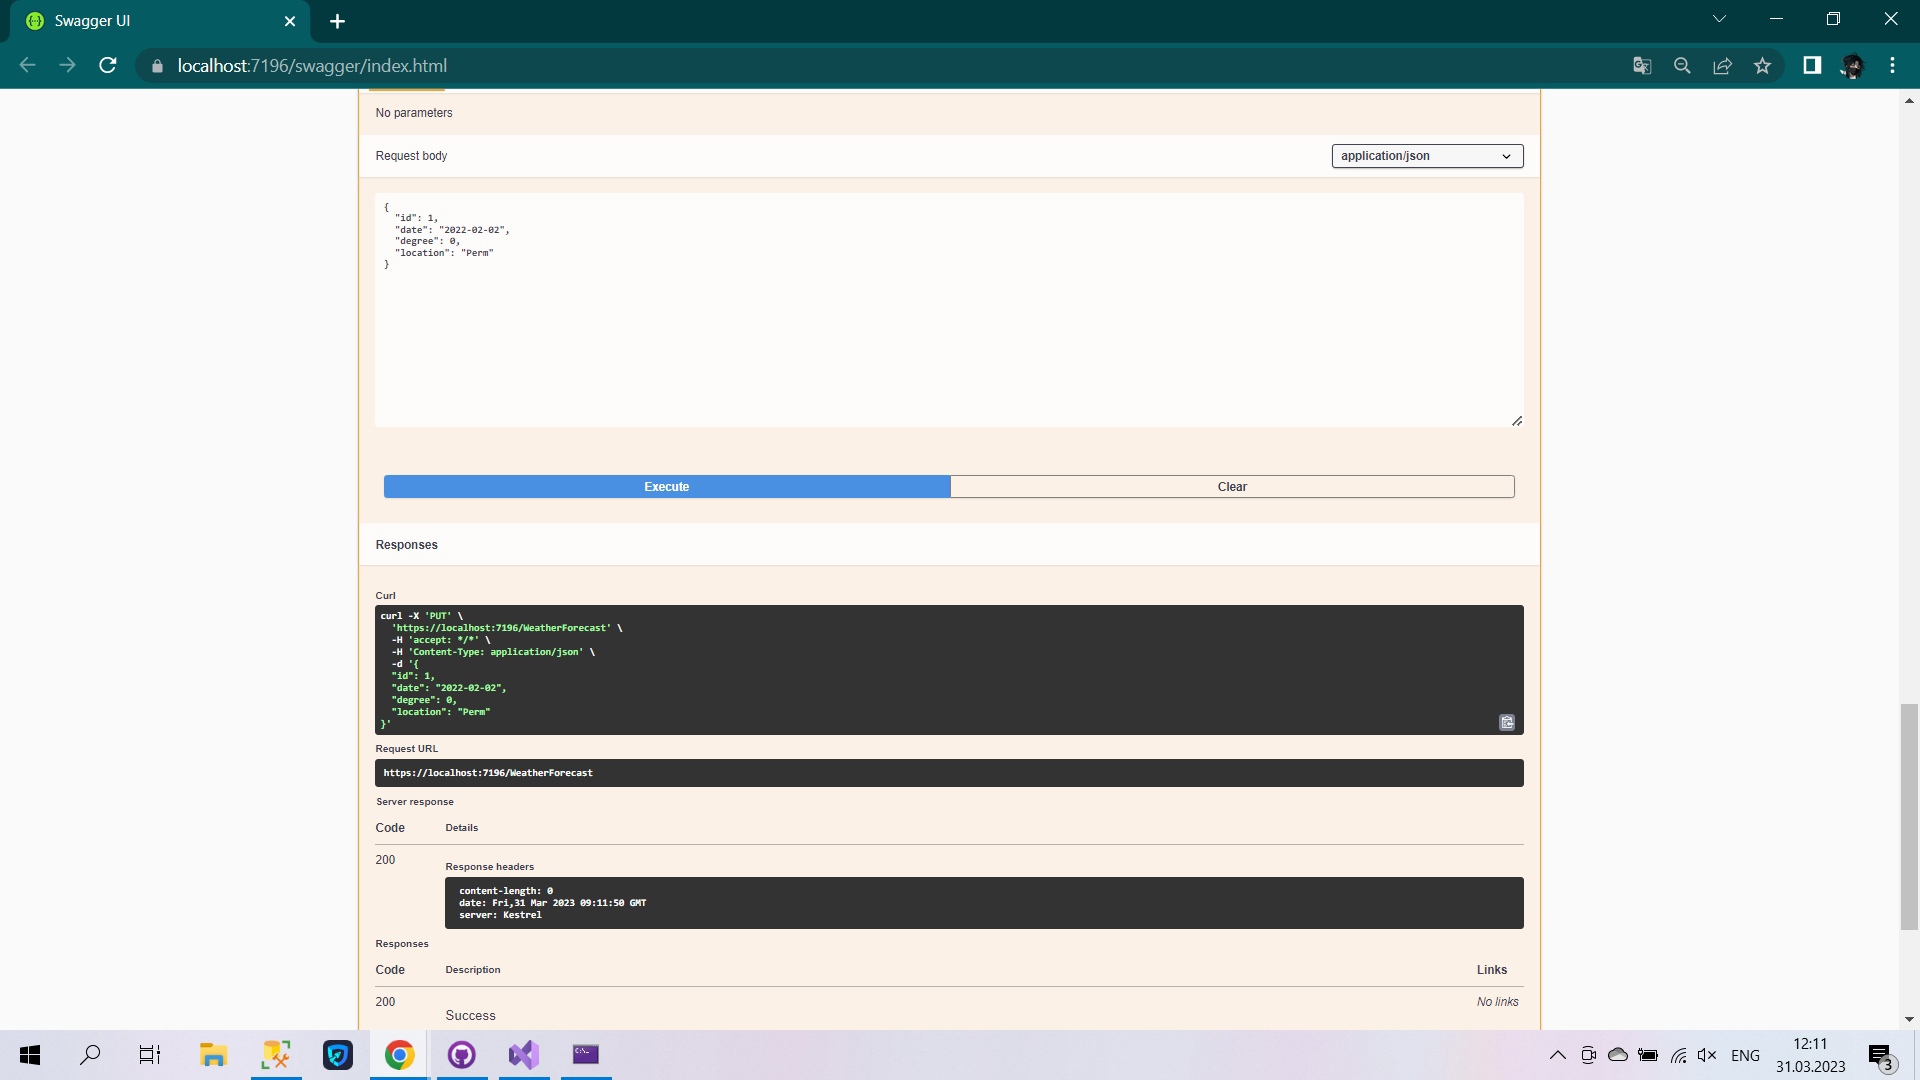 Swagger UI
localhost:7196/swagger/index.html
No parameters
Request body
application/json
{
  "id": 1,
  "date": "2022-02-02",
  "degree": 0,
  "location": "Perm"
}
Execute
Clear
Responses
Curl
curl -X 'PUT' \
  'https://localhost:7196/WeatherForecast' \
  -H 'accept: */*' \
  -H 'Content-Type: application/json' \
  -d '{
  "id": 1,
  "date": "2022-02-02",
  "degree": 0,
  "location": "Perm"
}'
Request URL
https://localhost:7196/WeatherForecast
Server response
Code Details
200
Response headers
content-length: 0
date: Fri,31 Mar 2023 09:11:50 GMT
server: Kestrel
Responses
Code Description Links
200 No links
Success
ENG
12:11
31.03.2023
3